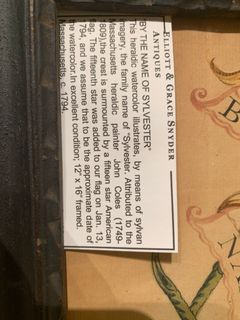 ELLIOTT & GRACE SNYDER
ANTIQUES
"BY THE NAME OF SYLVESTER"
This heraldic watercolor illustrates, by means of sylvan
imagery, the family name of "Sylvester. Attributed to the
Massachusetts heraldic painter John Coles (1749-
1809),the crest is surmounted by a fifteen star American
flag. The fifteenth star was added to our flag on Jan. 13,
1794, and we assume that to be the approximate date of
the watercolor.In excellent condition; 12" x 16" framed.
Massachusetts, c. 1794.
B
NA